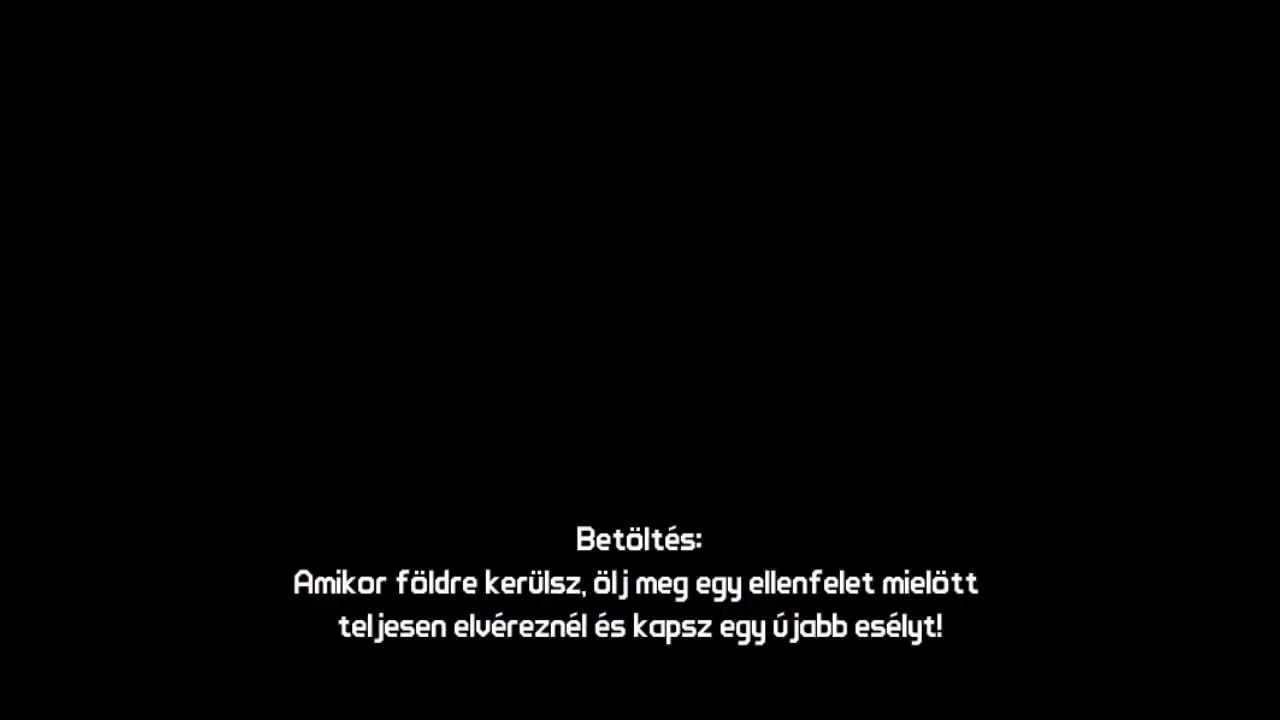 Betöltés:
Amikor földre kerülsz, ölj meg egy ellenfelet mielött
teljesen elvéreznél és kapsz egy újabb esélyt!